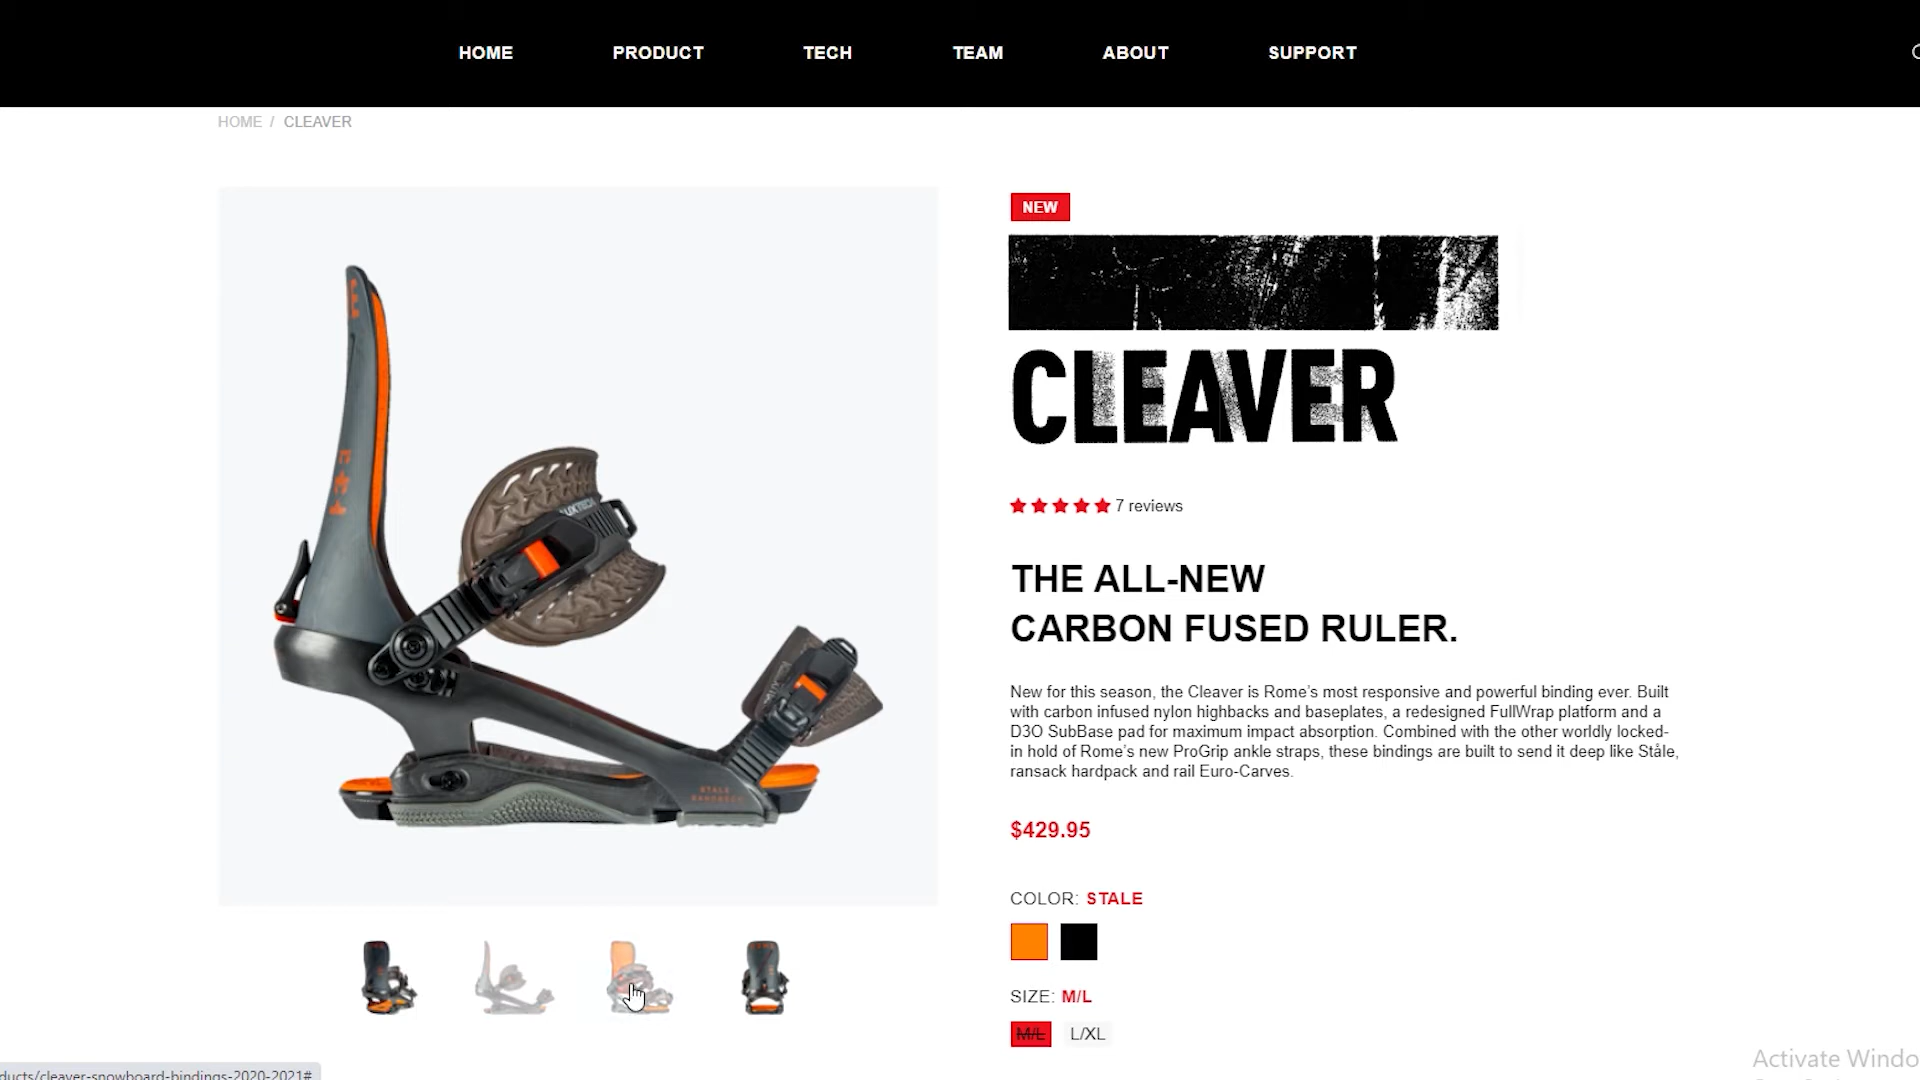 HOME PRODUCT TECH TEAM ABOUT SUPPORT
HOME / CLEAVER
NEW
CLEAVER
7 reviews
THE ALL-NEW
CARBON FUSED RULER.
New for this season, the Cleaver is Rome's most responsive and powerful binding ever. Built
with carbon infused nylon highbacks and baseplates, a redesigned FullWrap platform and a
D3O SubBase pad for maximum impact absorption. Combined with the other worldly locked-
in hold of Rome's new ProGrip ankle straps, these bindings are built to send it deep like Ståle,
ransack hardpack and rail Euro-Carves.
$429.95
COLOR: STALE
SIZE: M/L
M/L L/XL
STALE
ducts/cleaver-snowboard-bindings-2020-2021#
Activate Windo